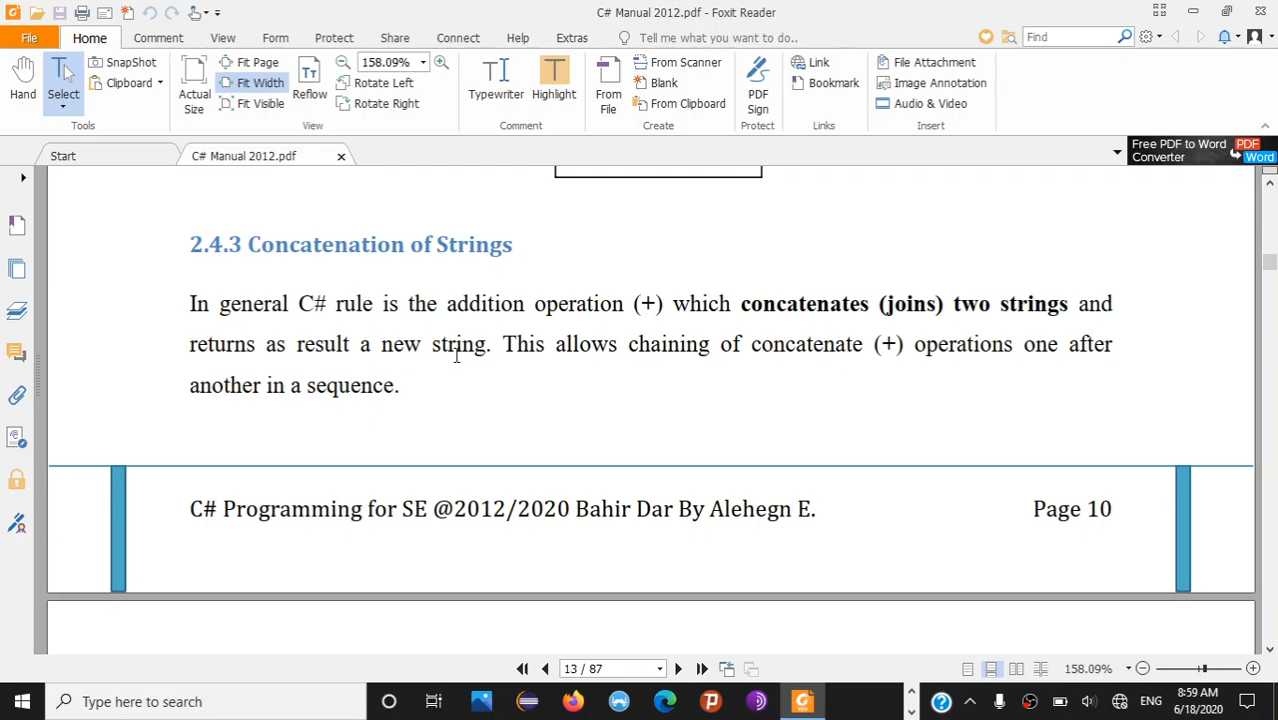 C# Manual 2012.pdf - Foxit Reader
File Home Comment View Form Protect Share Connect Help Extras Tell me what you want to do.. Find
Hand
Select
SnapShot
Clipboard
Tools
Actual Size
Fit Page
Fit Width
Fit Visible
Reflow
158.09%
Rotate Left
Rotate Right
View
Typewriter
Highlight
Comment
From File
From Scanner
Blank
From Clipboard
Create
PDF Sign
Protect
Link
Bookmark
Links
File Attachment
Image Annotation
Audio & Video
Insert
Start
C# Manual 2012.pdf
Free PDF to Word PDF
Converter Word
2.4.3 Concatenation of Strings
In general C# rule is the addition operation (+) which concatenates (joins) two strings and
returns as result a new string. This allows chaining of concatenate (+) operations one after
another in a sequence.
C# Programming for SE @2012/2020 Bahir Dar By Alehegn E. Page 10
13 / 87
158.09%
Type here to search
ENG
8:59 AM
6/18/2020